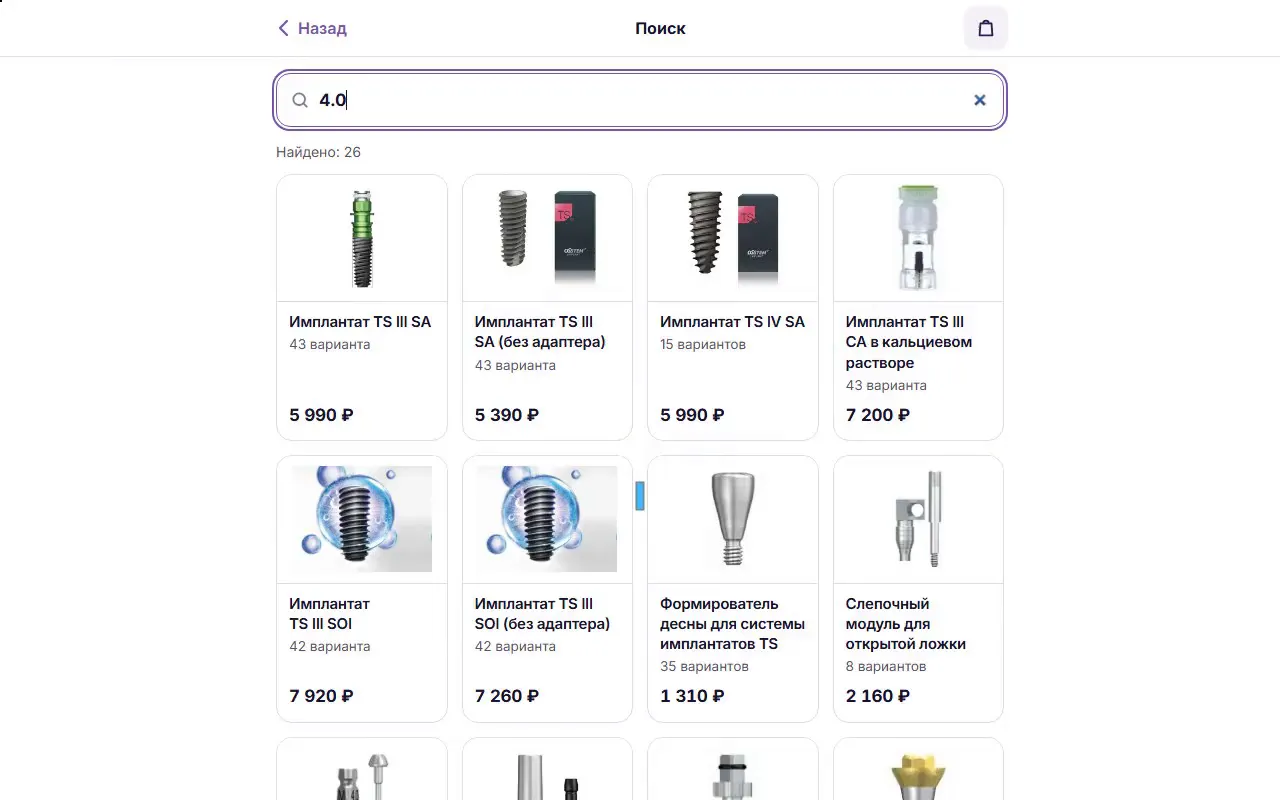 Назад
Поиск
4.0
Найдено: 26
Имплантат TS III SA
43 варианта
5 990 ₽
TS
OSSTEM
Имплантат TS III
SA (без адаптера)
43 варианта
5 390 ₽
TS
OSSTEM
Имплантат TS IV SA
15 вариантов
5 990 ₽
Имплантат TS III
CA в кальциевом
растворе
43 варианта
7 200 ₽
Имплантат
TS III SOI
42 варианта
7 920 ₽
Имплантат TS III
SOI (без адаптера)
42 варианта
7 260 ₽
Формирователь
десны для системы
имплантатов TS
35 вариантов
1 310 ₽
Слепочный
модуль для
открытой ложки
8 вариантов
2 160 ₽